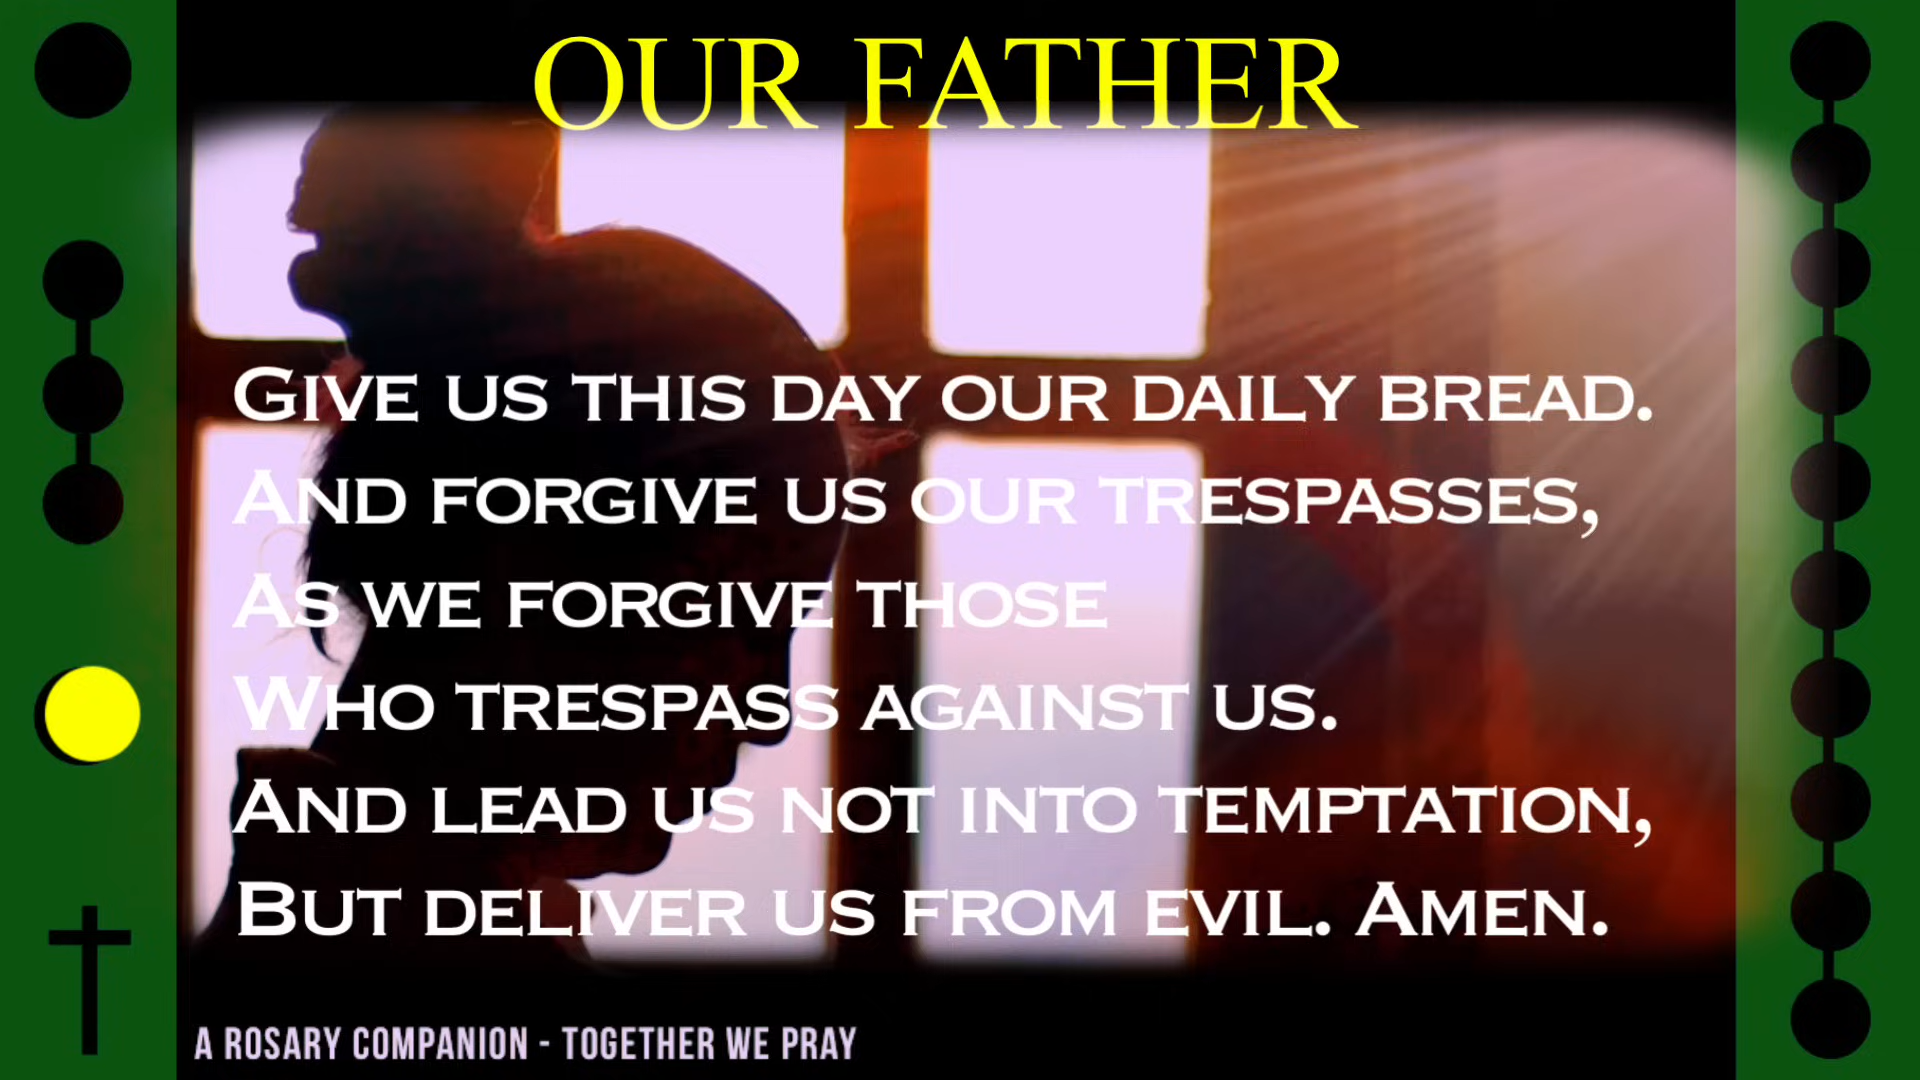 OUR FATHER
Give us this day our daily bread.
And forgive us our trespasses,
As we forgive those
Who trespass against us.
And lead us not into temptation,
But deliver us from evil. Amen.
A ROSARY COMPANION - TOGETHER WE PRAY